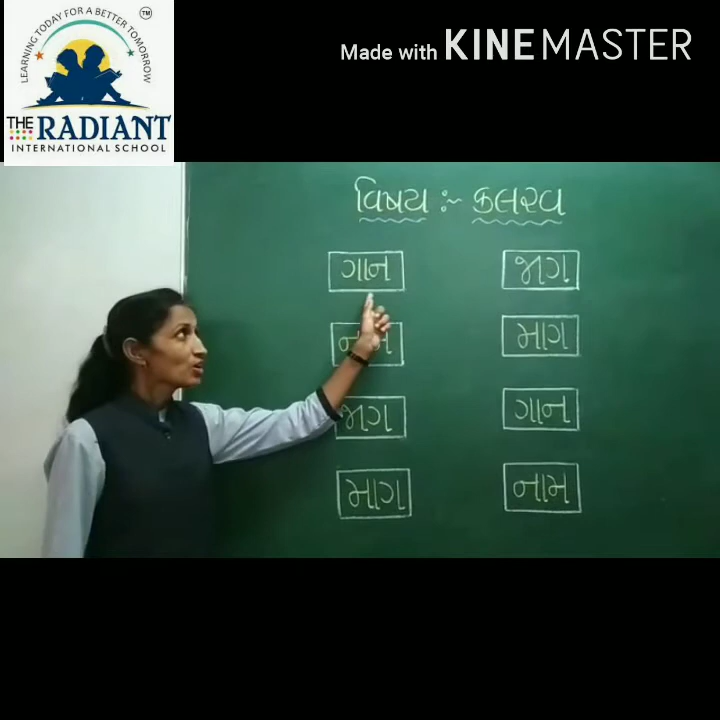 LEARNING TODAY FOR A BETTER TOMORROW
TM
THE RADIANT
INTERNATIONAL SCHOOL
Made with KINEMASTER
વિષય :- કલરવ
ગાન જાગ
માગ
જાગ ગાન
માગ નામ